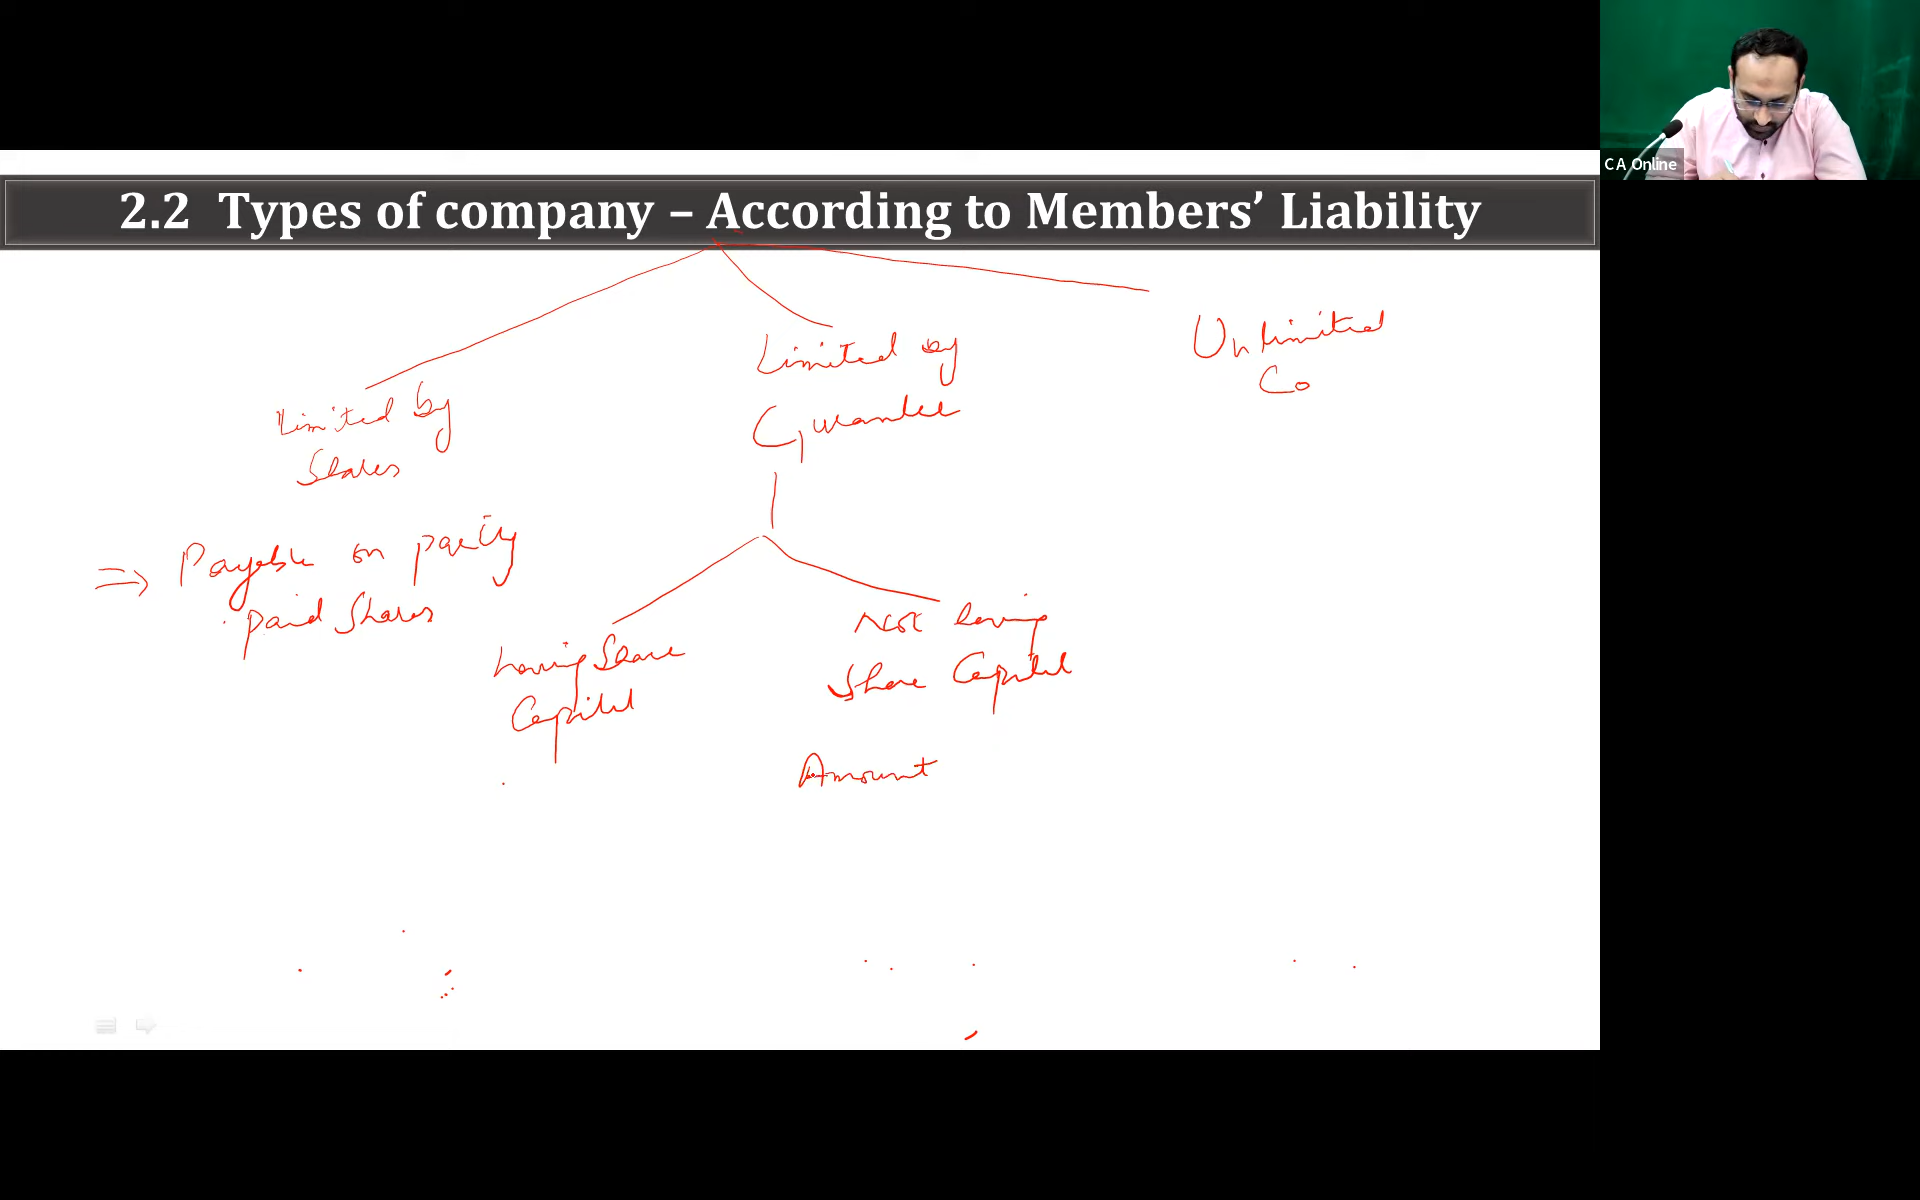 C A Online
2.2 Types of company – According to Members’ Liability
Limited by
Shares
⇒ Payable on partly
paid Shares
Limited by
Guarantee
having Share
Capital
Not having
Share Capital
Amount
Unlimited
Co